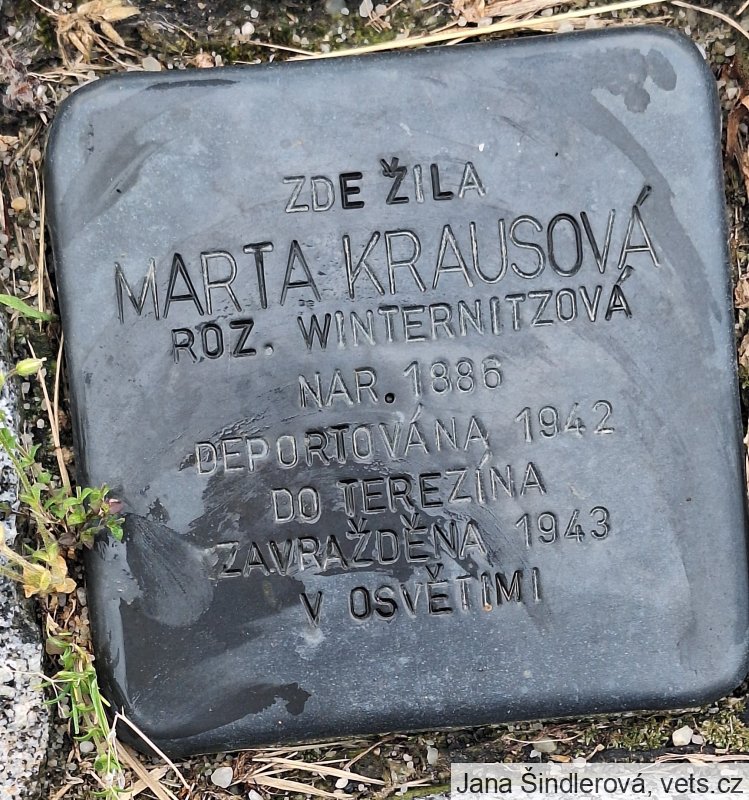 ZDE ŽILA
MARTA KRAUSOVÁ
ROZ. WINTERNITZOVÁ
NAR. 1886
DEPORTOVÁNA 1942
DO TEREZÍNA
ZAVRAŽDĚNA 1943
V OSVĚTIMI
Jana Šindlerová, vets.cz